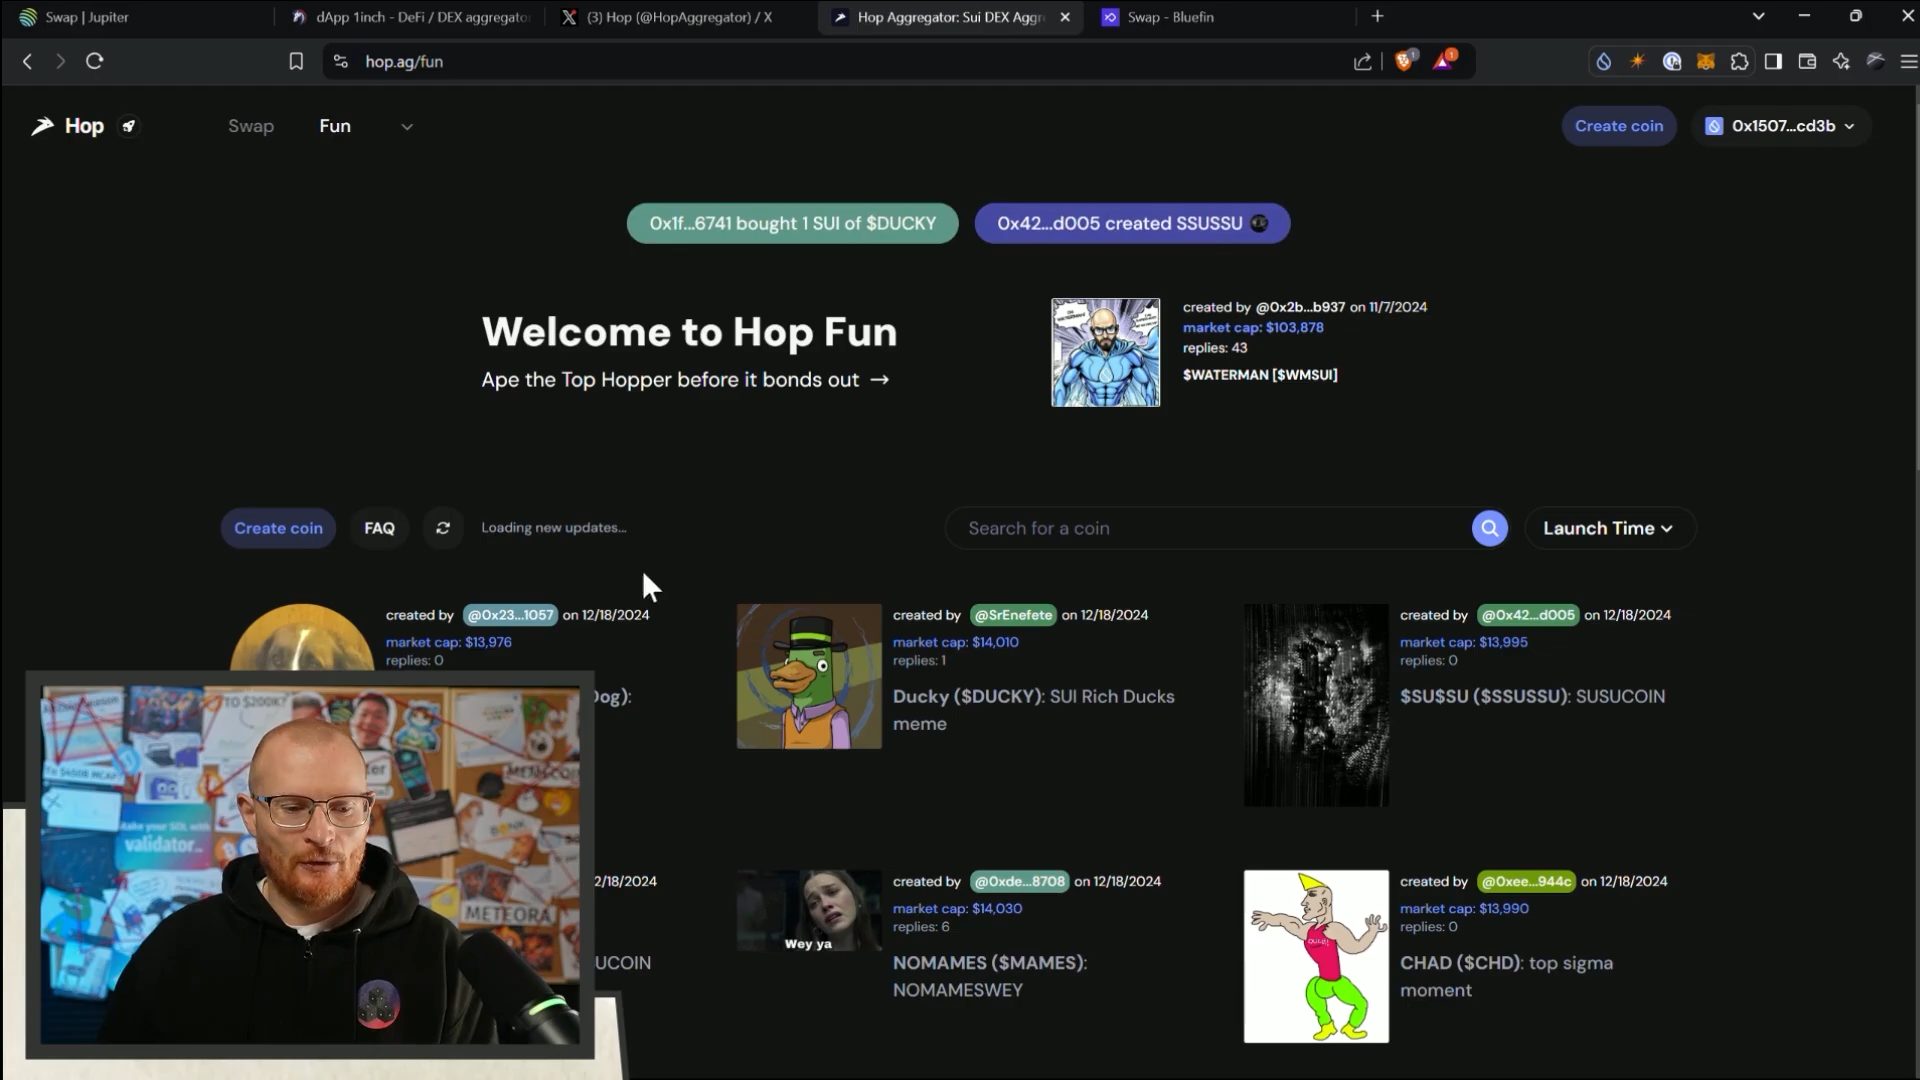 Swap | Jupiter
dApp 1inch - DeFi / DEX aggregato
(3) Hop (@HopAggregator) / X
Hop Aggregator: Sui DEX Aggr
Swap - Bluefin
hop.ag/fun
1
1
Hop
Swap
Fun
Create coin
0x1507...cd3b
0x1f...6741 bought 1 SUI of $DUCKY
0x42...d005 created SSUSSU
Welcome to Hop Fun
Ape the Top Hopper before it bonds out →
created by @0x2b...b937 on 11/7/2024
market cap: $103,878
replies: 43
$WATERMAN [$WMSUI]
Create coin
FAQ
Loading new updates...
Search for a coin
Launch Time
created by @0x23...1057 on 12/18/2024
market cap: $13,976
replies: 0
Dog):
created by @SrEnefete on 12/18/2024
market cap: $14,010
replies: 1
Ducky ($DUCKY): SUI Rich Ducks
meme
created by @0x42...d005 on 12/18/2024
market cap: $13,995
replies: 0
$SU$SU ($SSUSSU): SUSUCOIN
2/18/2024
UCOIN
Wey ya
created by @0xde...8708 on 12/18/2024
market cap: $14,030
replies: 6
NOMAMES ($MAMES):
NOMAMESWEY
created by @0xee...944c on 12/18/2024
market cap: $13,990
replies: 0
CHAD ($CHD): top sigma
moment
TO $200K?
validator...
BONK
METEORA